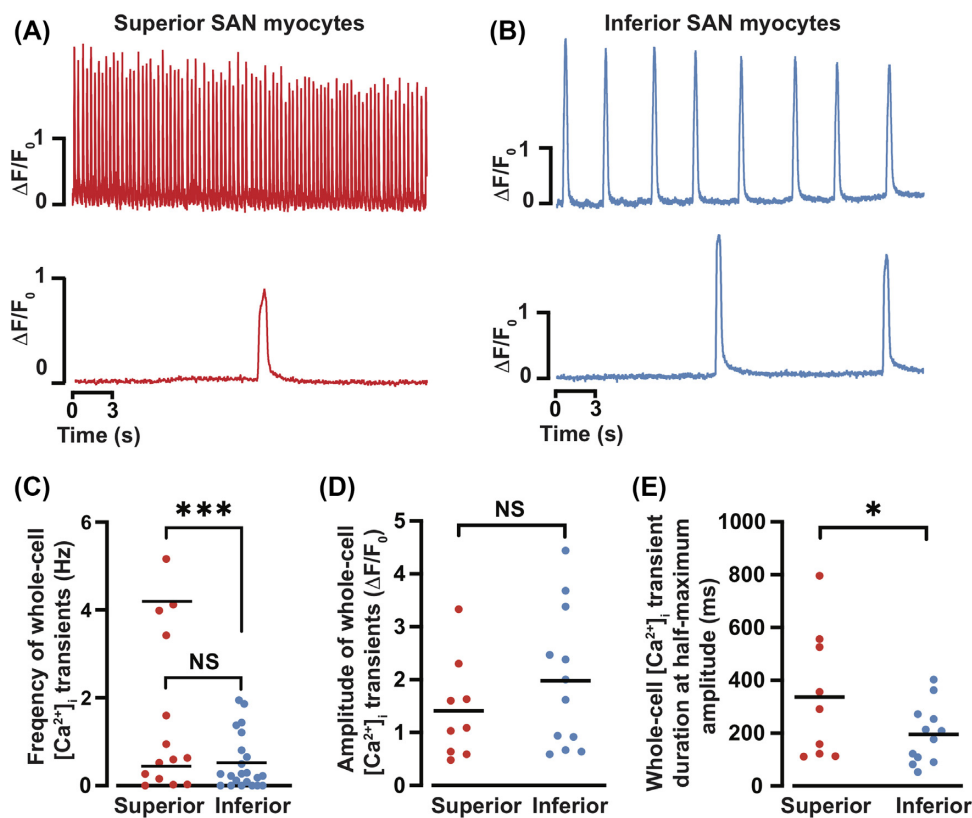 (A)
Superior SAN myocytes
ΔF/F0
1
0
ΔF/F0
1
0
0 3
Time (s)
(B)
Inferior SAN myocytes
ΔF/F0
1
0
ΔF/F0
1
0
0 3
Time (s)
(C)
Freqency of whole-cell
[Ca2+]i transients (Hz)
6
4
2
0
***
NS
Superior Inferior
(D)
Amplitude of whole-cell
[Ca2+]i transients (ΔF/F0)
5
4
3
2
1
0
NS
Superior Inferior
(E)
Whole-cell [Ca2+]i transient
duration at half-maximum
amplitude (ms)
1000
800
600
400
200
0
*
Superior Inferior